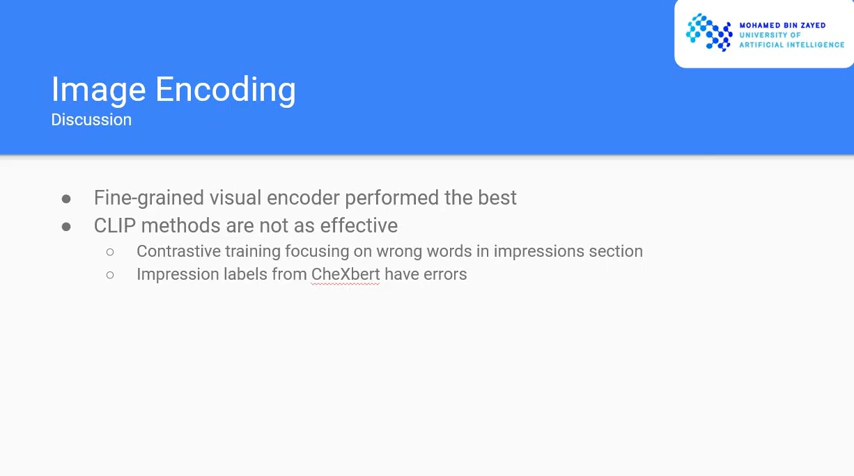 MOHAMED BIN ZAYED
UNIVERSITY OF
ARTIFICIAL INTELLIGENCE
Image Encoding
Discussion
● Fine-grained visual encoder performed the best
● CLIP methods are not as effective
○ Contrastive training focusing on wrong words in impressions section
○ Impression labels from CheXbert have errors